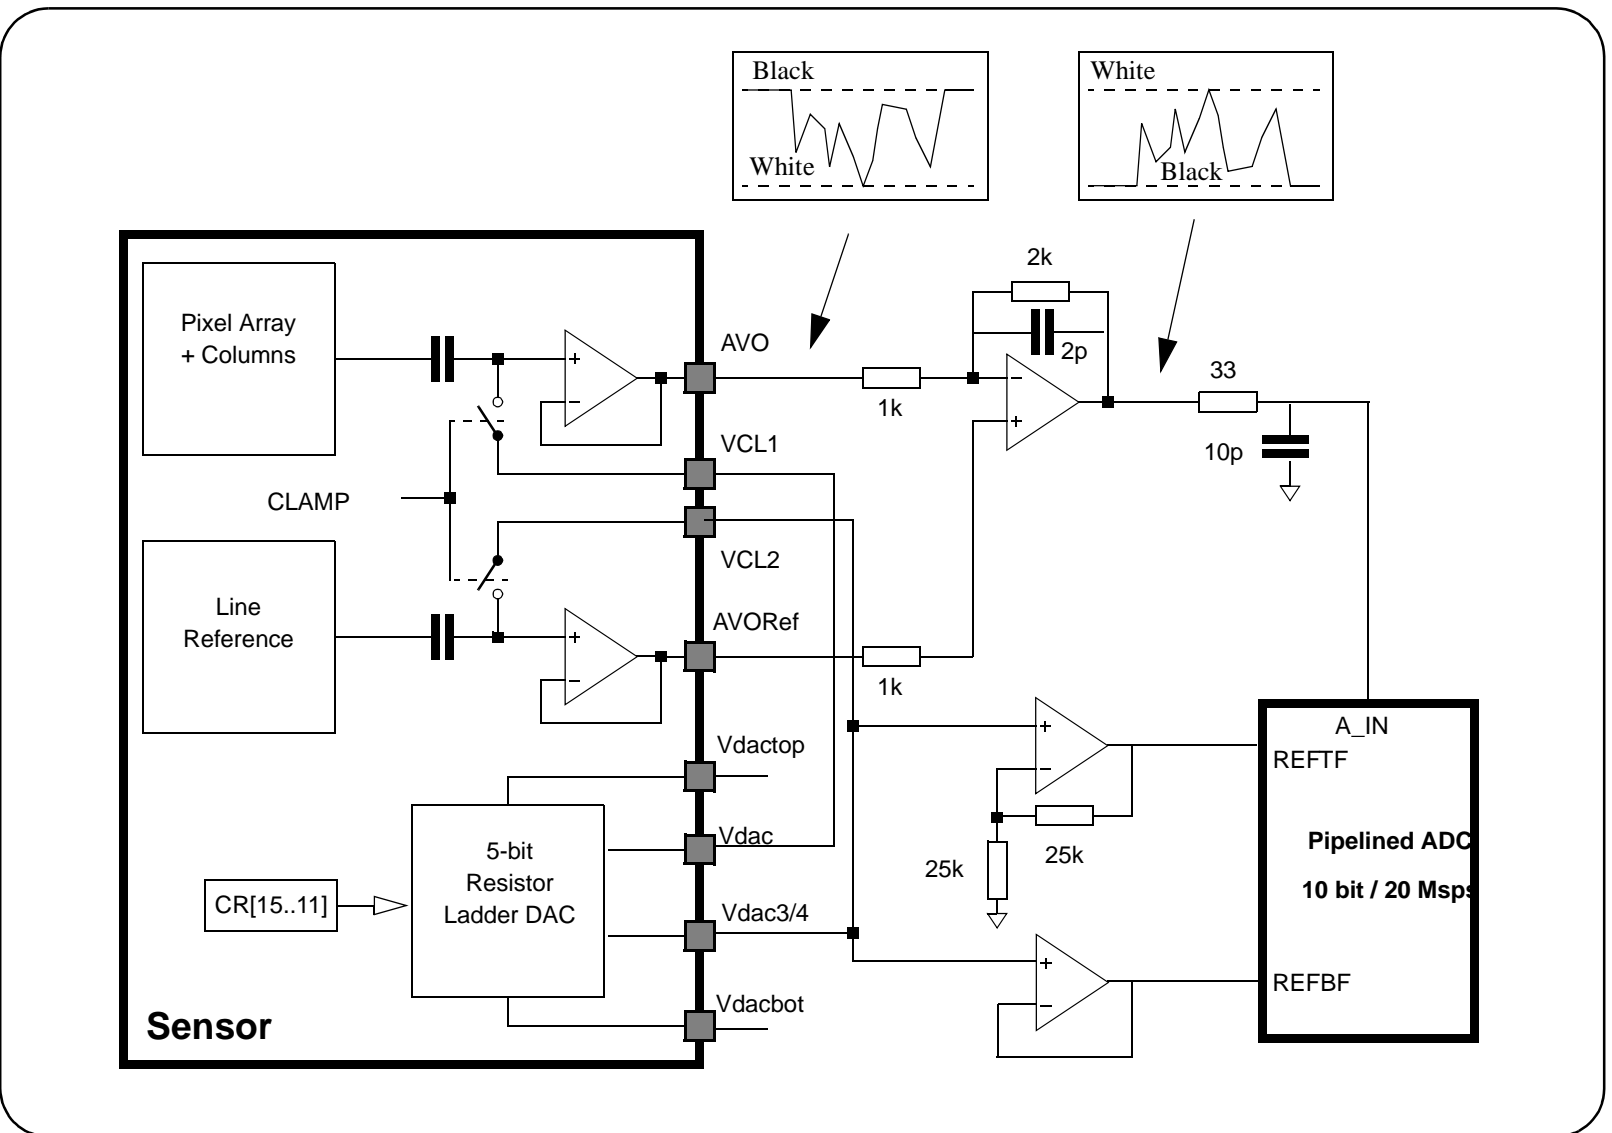 Black
White
White
Black
2k
2p
1k
33
10p
Pixel Array
+ Columns
AVO
VCL1
CLAMP
VCL2
Line
Reference
AVORef
1k
Vdactop
A_IN
REFTF
25k
25k
Pipelined ADC
10 bit / 20 Msps
REFBF
Vdac
5-bit
Resistor
Ladder DAC
CR[15..11]
Vdac3/4
Vdacbot
Sensor